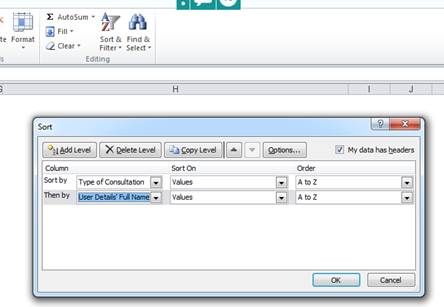 Format
Σ AutoSum
Fill
Clear
Sort & Filter
Find & Select
Editing
H I J
Sort
Add Level Delete Level Copy Level Options... My data has headers
Column Sort On Order
Sort by Type of Consultation Values A to Z
Then by User Details' Full Name Values A to Z
OK Cancel